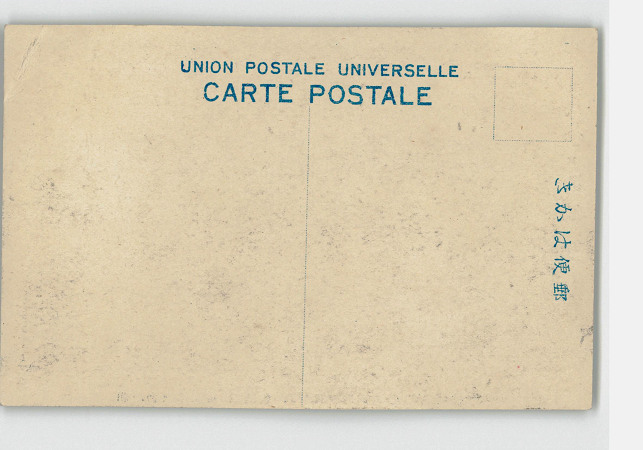 UNION POSTALE UNIVERSELLE
CARTE POSTALE
郵便はかき